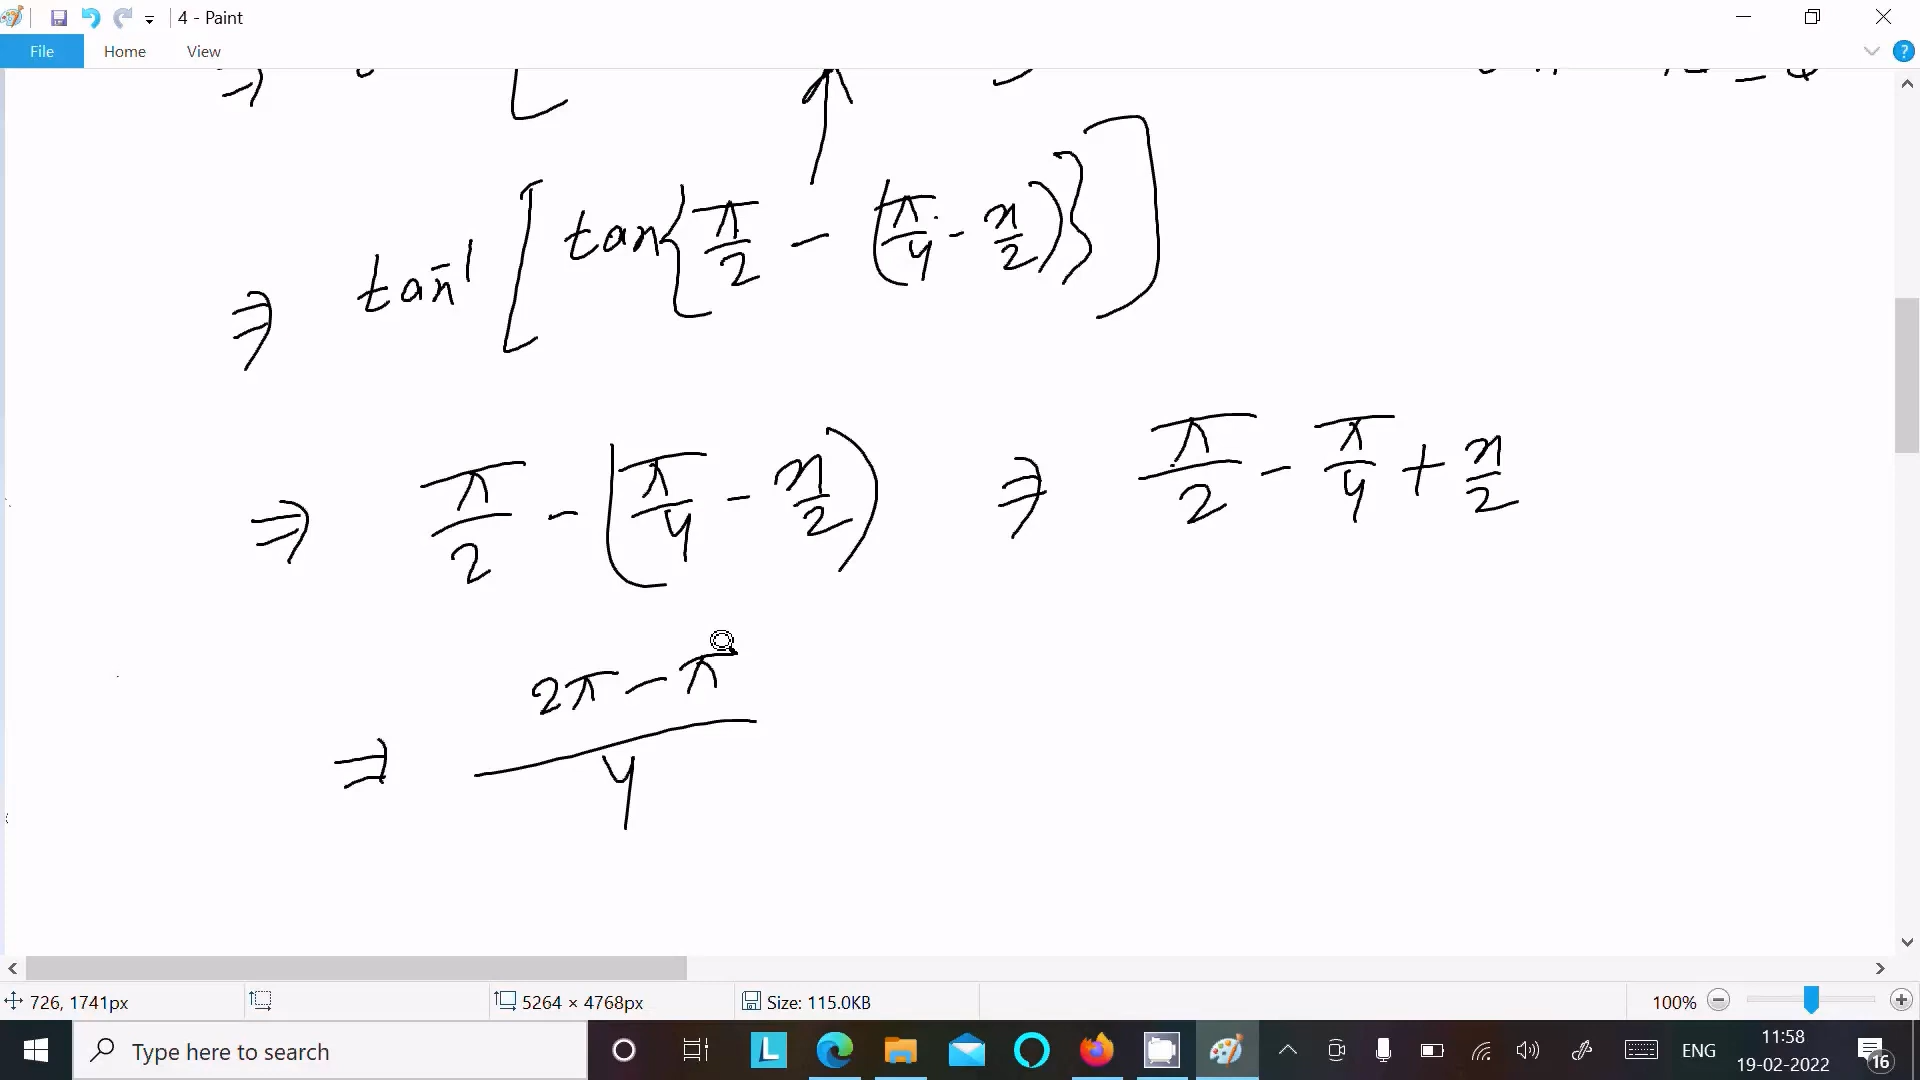 4 - Paint
File Home View
⇒ tan⁻¹ [ tan { π/2 - ( π/4 - x/2 ) } ]
⇒ π/2 - ( π/4 - x/2 ) ⇒ π/2 - π/4 + x/2
⇒ (2π - π)/4
726, 1741px 5264 × 4768px Size: 115.0KB 100%
Type here to search L ENG 11:58
19-02-2022 16